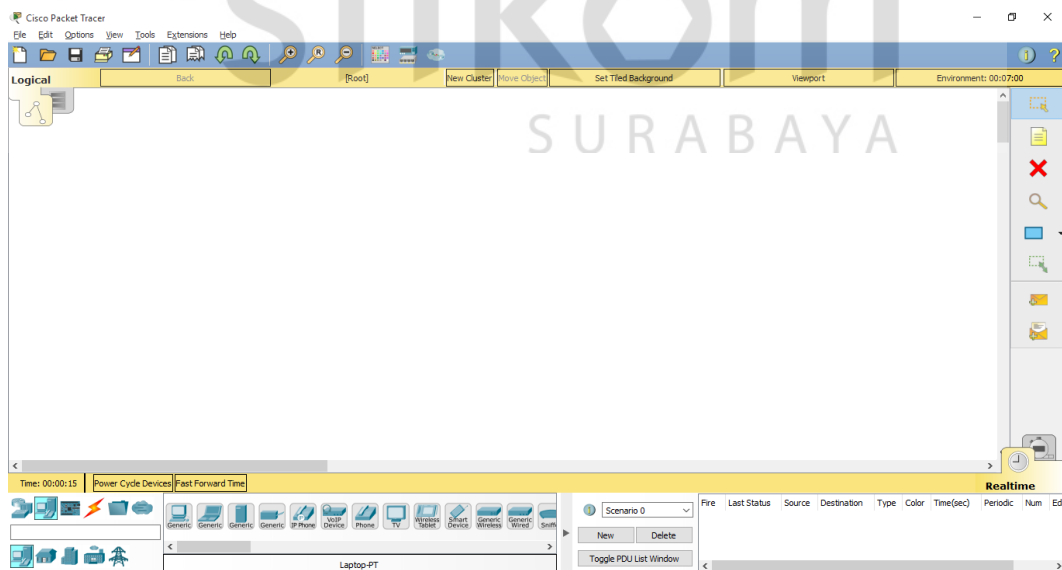 stikom
SURABAYA
Cisco Packet Tracer
File Edit Options View Tools Extensions Help
Logical Back [Root] New Cluster Move Object Set Tiled Background Viewport Environment: 00:07:00
Time: 00:00:15 Power Cycle Devices Fast Forward Time Realtime
Generic Generic Generic Generic IP Phone VoIP Device Phone TV Wireless Tablet Smart Device Generic Wireless Generic Wired Sniff
Laptop-PT
Scenario 0
New Delete
Toggle PDU List Window
Fire Last Status Source Destination Type Color Time(sec) Periodic Num Ed